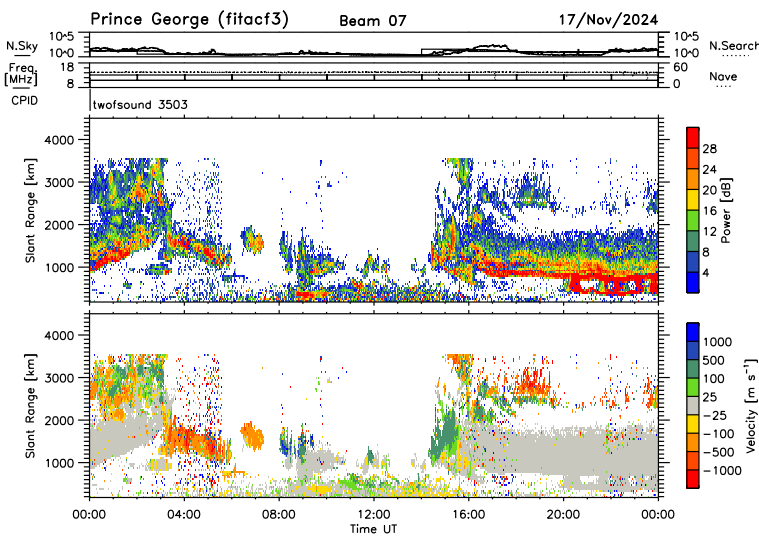 Prince George (fitacf3) Beam 07 17/Nov/2024
N.Sky 10^5 10^0 10^5 10^0 N.Search
Freq [MHz] 18 8 60 0 Nave
CPID twofsound 3503
4000
3000
2000
1000
Slant Range [km]
28
24
20
16
12
8
4
Power [dB]
4000
3000
2000
1000
Slant Range [km]
1000
500
100
25
−25
−100
−500
−1000
Velocity [m s⁻¹]
00:00 04:00 08:00 12:00 16:00 20:00 00:00
Time UT